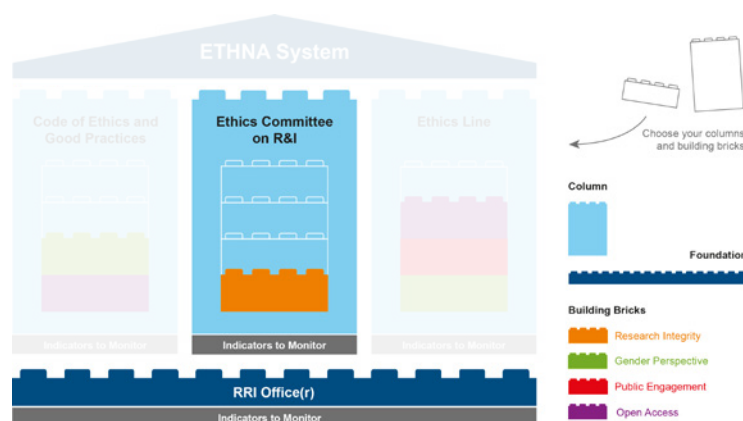 ETHNA System
Code of Ethics and
Good Practices
Ethics Committee
on R&I
Ethics Line
Indicators to Monitor
Indicators to Monitor
Indicators to Monitor
RRI Office(r)
Indicators to Monitor
Choose your columns
and building bricks
Column
Foundation
Building Bricks
Research Integrity
Gender Perspective
Public Engagement
Open Access